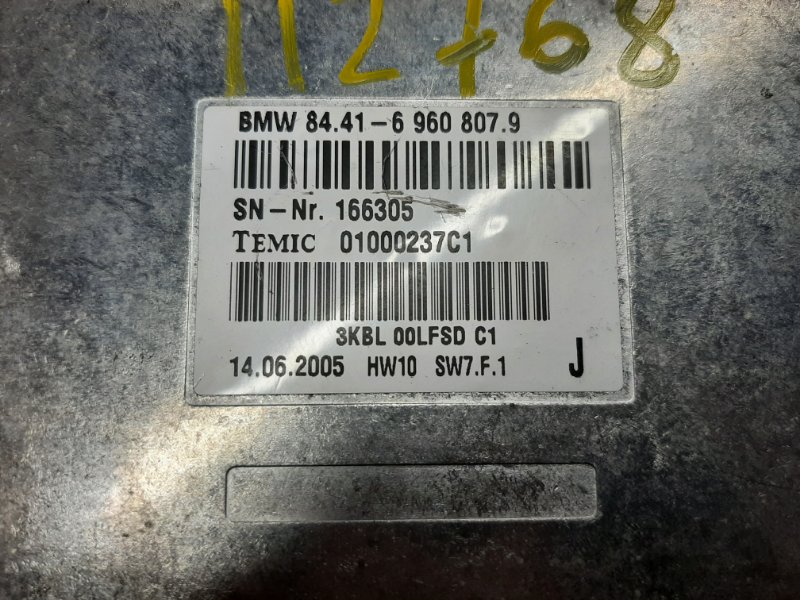 112768
BMW 84.41-6 960 807.9
SN-Nr. 166305
TEMIC 01000237C1
3KBL 00LFSD C1
14.06.2005 HW10 SW7.F.1 J